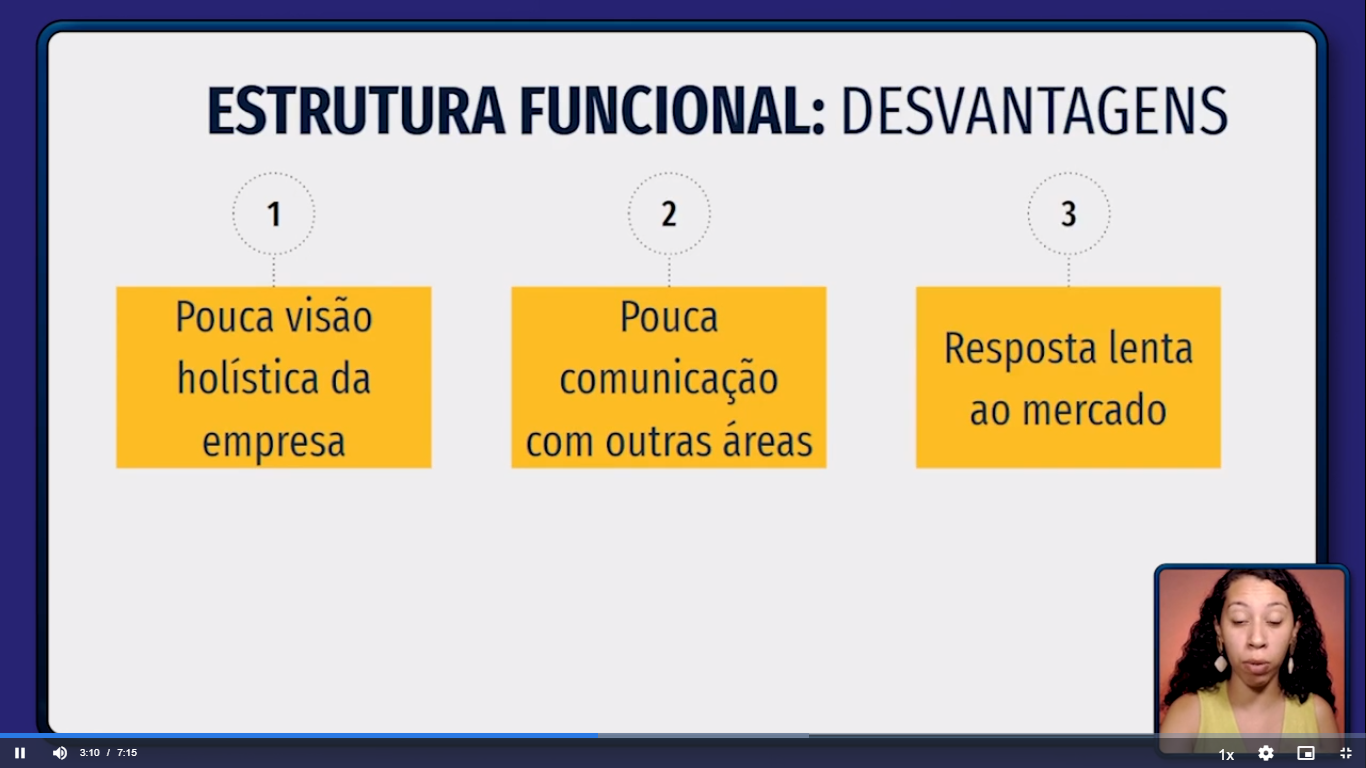 ESTRUTURA FUNCIONAL: DESVANTAGENS
1
Pouca visão
holística da
empresa
2
Pouca
comunicação
com outras áreas
3
Resposta lenta
ao mercado
3:10 / 7:15
1x